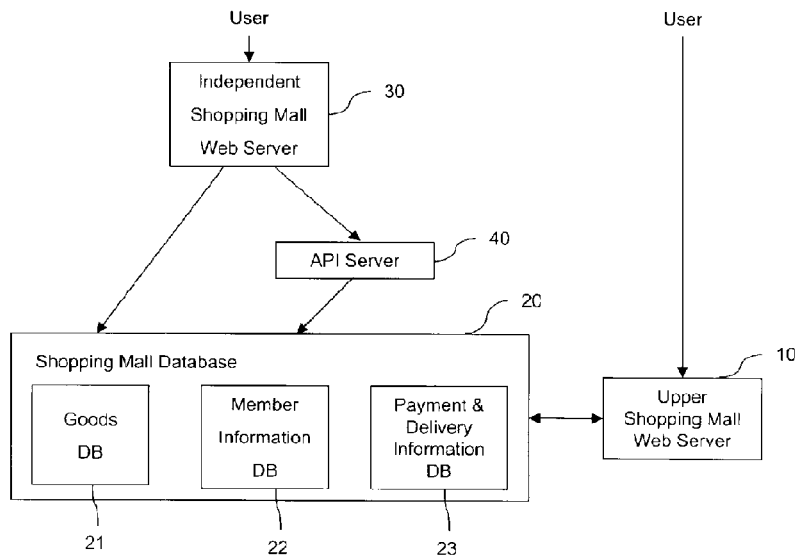 User
User
Independent
Shopping Mall
Web Server
30
40
API Server
20
Shopping Mall Database
10
Upper
Shopping Mall
Web Server
Goods
DB
Member
Information
DB
Payment &
Delivery
Information
DB
21
22
23